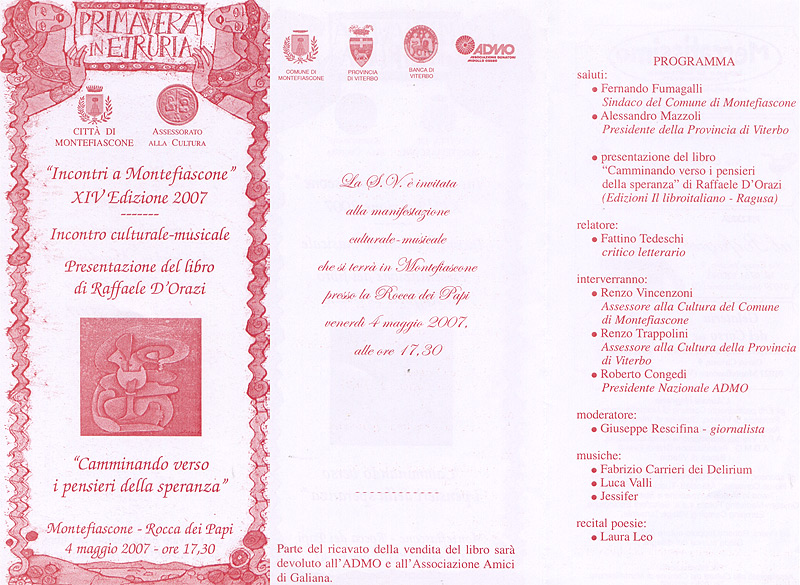 PRIMAVERA
IN ETRURIA
CITTÀ DI
MONTEFIASCONE
ASSESSORATO
ALLA CULTURA
"Incontri a Montefiascone"
XIV Edizione 2007
-------
Incontro culturale-musicale
Presentazione del libro
di Raffaele D'Orazi
"Camminando verso
i pensieri della speranza"
Montefiascone - Rocca dei Papi
4 maggio 2007 - ore 17,30
COMUNE DI
MONTEFIASCONE
PROVINCIA
DI VITERBO
BANCA DI
VITERBO
ADMO
ASSOCIAZIONE DONATORI
MIDOLLO OSSEO
La S.V. è invitata
alla manifestazione
culturale-musicale
che si terrà in Montefiascone
presso la Rocca dei Papi
venerdì 4 maggio 2007,
alle ore 17,30
Parte del ricavato della vendita del libro sarà
devoluto all'ADMO e all'Associazione Amici
di Galiana.
PROGRAMMA
saluti:
● Fernando Fumagalli
Sindaco del Comune di Montefiascone
● Alessandro Mazzoli
Presidente della Provincia di Viterbo
● presentazione del libro
"Camminando verso i pensieri
della speranza" di Raffaele D'Orazi
(Edizioni Il libroitaliano - Ragusa)
relatore:
● Fattino Tedeschi
critico letterario
interverranno:
● Renzo Vincenzoni
Assessore alla Cultura del Comune
di Montefiascone
● Renzo Trappolini
Assessore alla Cultura della Provincia
di Viterbo
● Roberto Congedi
Presidente Nazionale ADMO
moderatore:
● Giuseppe Rescifina - giornalista
musiche:
● Fabrizio Carrieri dei Delirium
● Luca Valli
● Jessifer
recital poesie:
● Laura Leo